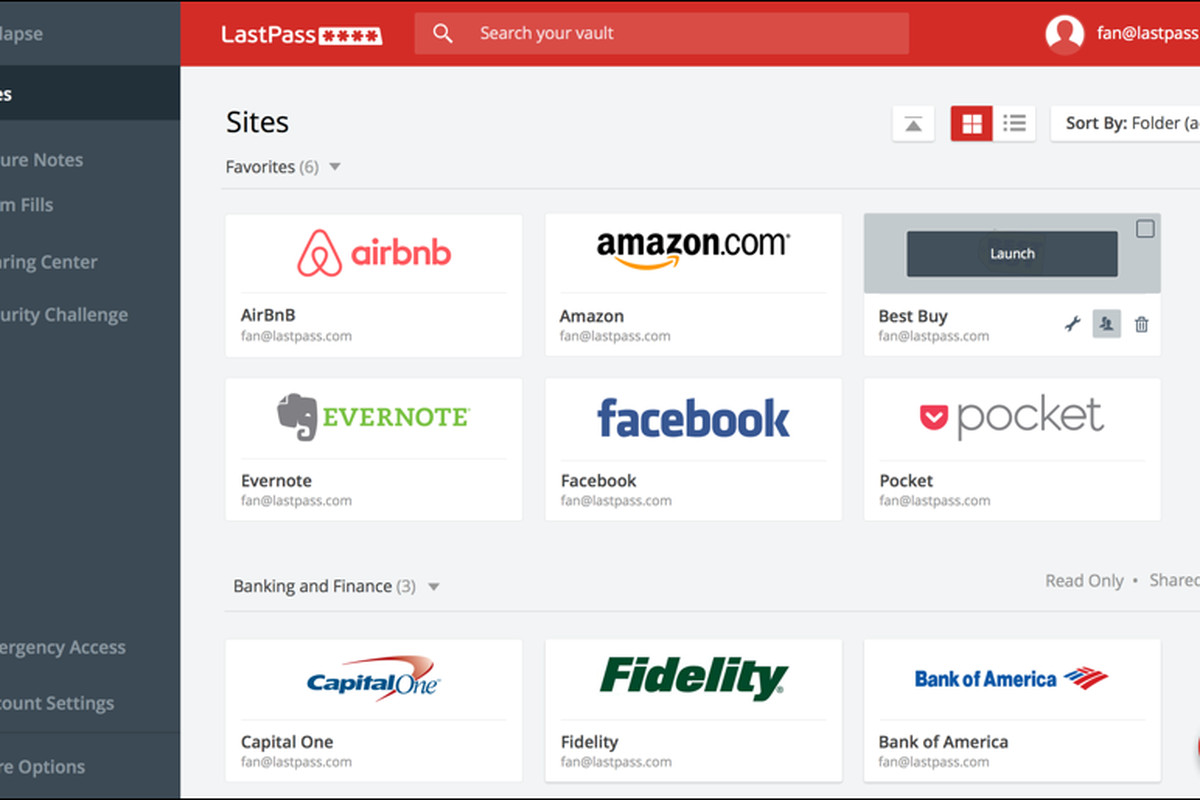 lapse
LastPass ****
Search your vault
fan@lastpass
es
Sites
Sort By: Folder (a-
Favorites (6)
ure Notes
m Fills
aring Center
urity Challenge
airbnb
amazon.com
Launch
AirBnB
fan@lastpass.com
Amazon
fan@lastpass.com
Best Buy
fan@lastpass.com
EVERNOTE
facebook
pocket
Evernote
fan@lastpass.com
Facebook
fan@lastpass.com
Pocket
fan@lastpass.com
Banking and Finance (3)
Read Only • Shared
ergency Access
count Settings
re Options
Capital One
Fidelity
Bank of America
Capital One
fan@lastpass.com
Fidelity
fan@lastpass.com
Bank of America
fan@lastpass.com